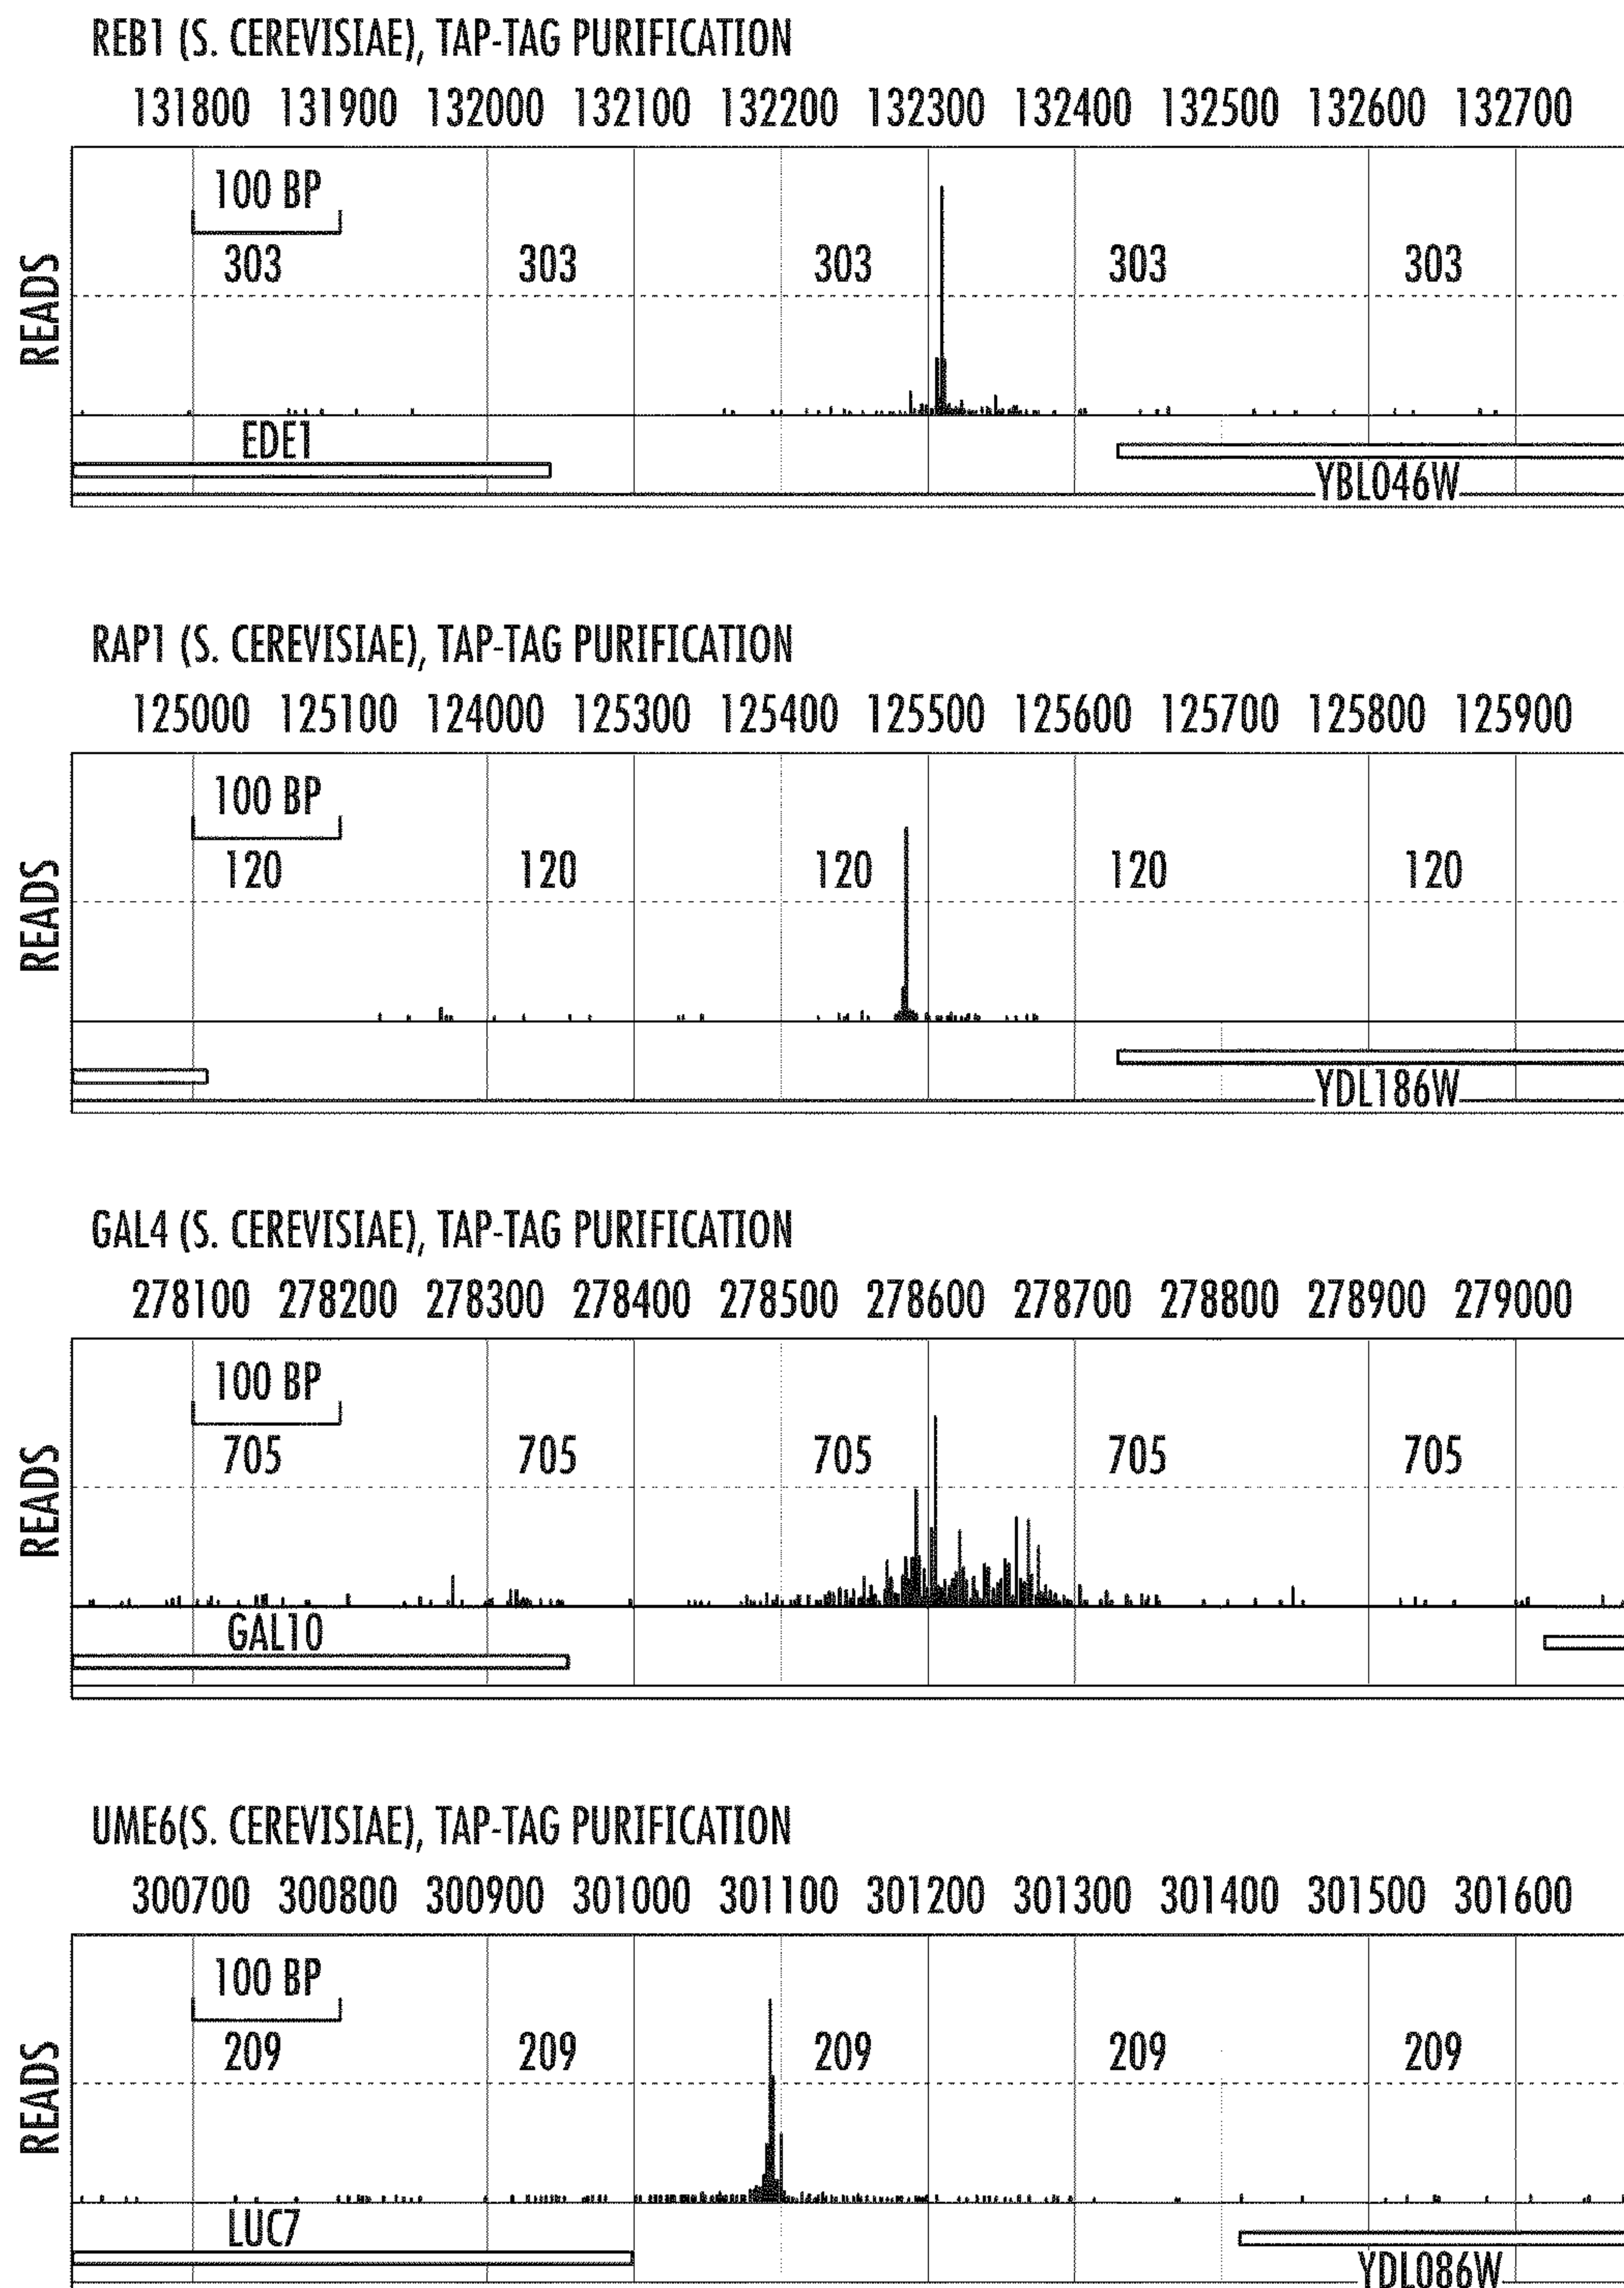 REB1 (S. CEREVISIAE), TAP-TAG PURIFICATION
131800 131900 132000 132100 132200 132300 132400 132500 132600 132700
100 BP
303 303 303 303 303
READS
EDE1
YBL046W
RAP1 (S. CEREVISIAE), TAP-TAG PURIFICATION
125000 125100 124000 125300 125400 125500 125600 125700 125800 125900
100 BP
120 120 120 120 120
READS
YDL186W
GAL4 (S. CEREVISIAE), TAP-TAG PURIFICATION
278100 278200 278300 278400 278500 278600 278700 278800 278900 279000
100 BP
705 705 705 705 705
READS
GAL10
UME6(S. CEREVISIAE), TAP-TAG PURIFICATION
300700 300800 300900 301000 301100 301200 301300 301400 301500 301600
100 BP
209 209 209 209 209
READS
LUC7
YDL086W